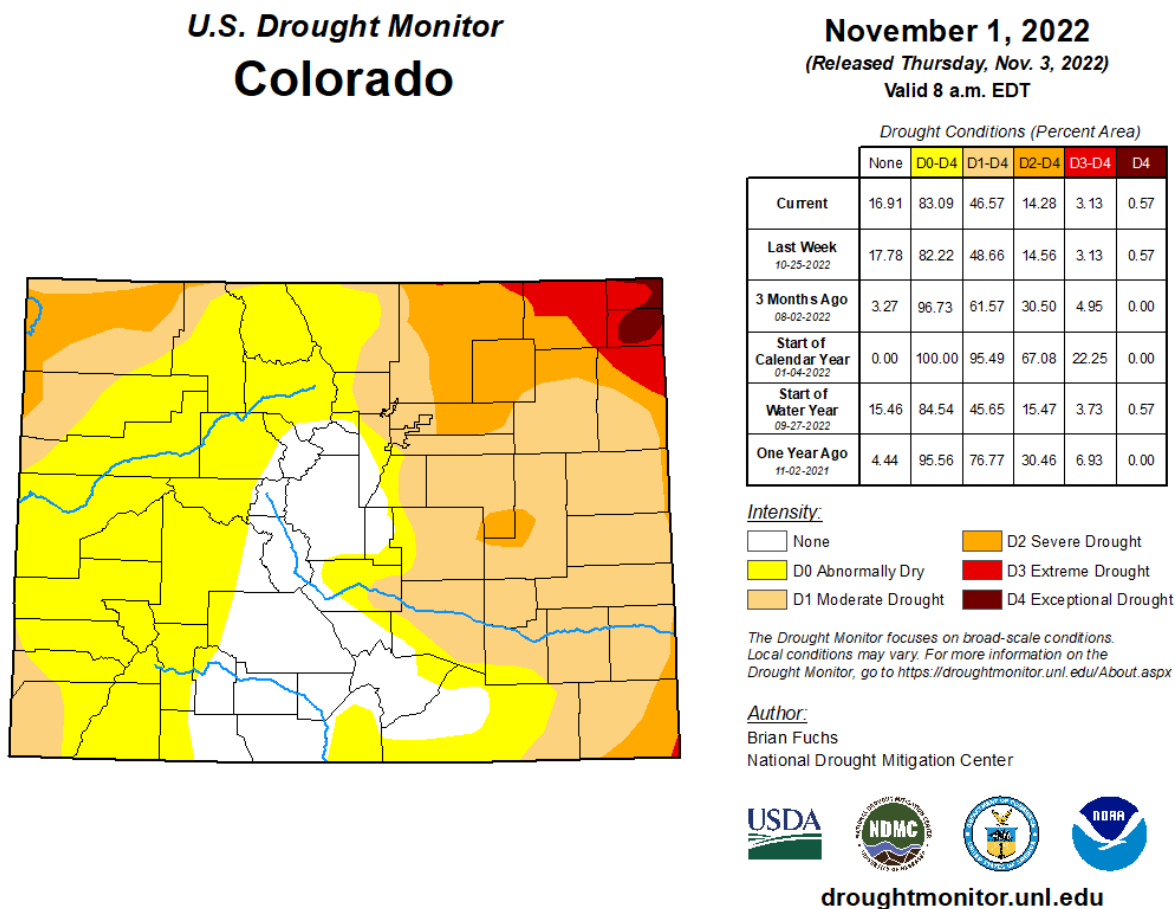 U.S. Drought Monitor
Colorado
November 1, 2022
(Released Thursday, Nov. 3, 2022)
Valid 8 a.m. EDT
Drought Conditions (Percent Area)
None D0-D4 D1-D4 D2-D4 D3-D4 D4
Current 16.91 83.09 46.57 14.28 3.13 0.57
Last Week
10-25-2022
17.78 82.22 48.66 14.56 3.13 0.57
3 Months Ago
08-02-2022
3.27 96.73 61.57 30.50 4.95 0.00
Start of
Calendar Year
01-04-2022
0.00 100.00 95.49 67.08 22.25 0.00
Start of
Water Year
09-27-2022
15.46 84.54 45.65 15.47 3.73 0.57
One Year Ago
11-02-2021
4.44 95.56 76.77 30.46 6.93 0.00
Intensity:
None
D0 Abnormally Dry
D1 Moderate Drought
D2 Severe Drought
D3 Extreme Drought
D4 Exceptional Drought
The Drought Monitor focuses on broad-scale conditions.
Local conditions may vary. For more information on the
Drought Monitor, go to https://droughtmonitor.unl.edu/About.aspx
Author:
Brian Fuchs
National Drought Mitigation Center
USDA
NDMC
NOAA
droughtmonitor.unl.edu